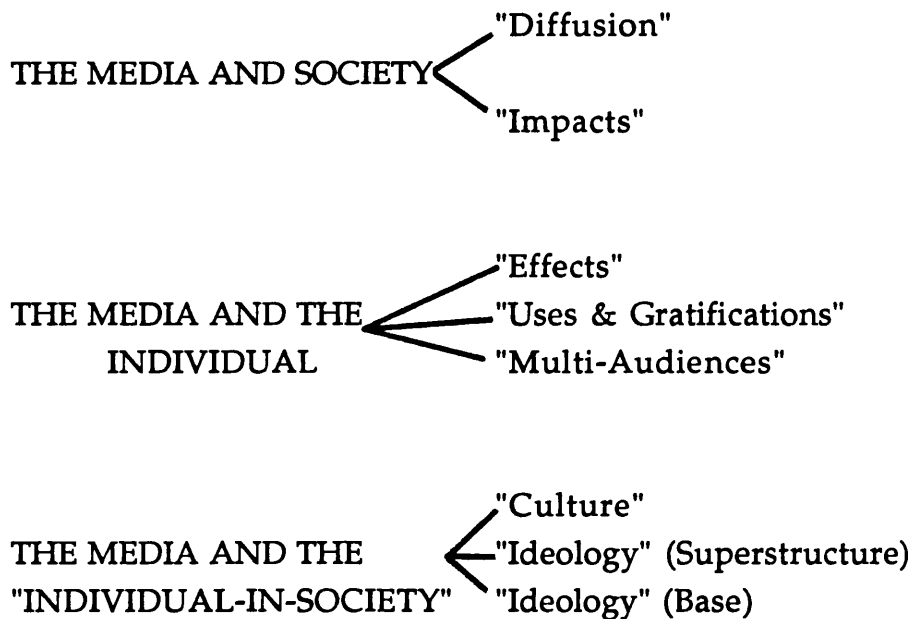 "Diffusion"
THE MEDIA AND SOCIETY
"Impacts"
"Effects"
THE MEDIA AND THE "Uses & Gratifications"
INDIVIDUAL "Multi-Audiences"
"Culture"
THE MEDIA AND THE "Ideology" (Superstructure)
"INDIVIDUAL-IN-SOCIETY" "Ideology" (Base)